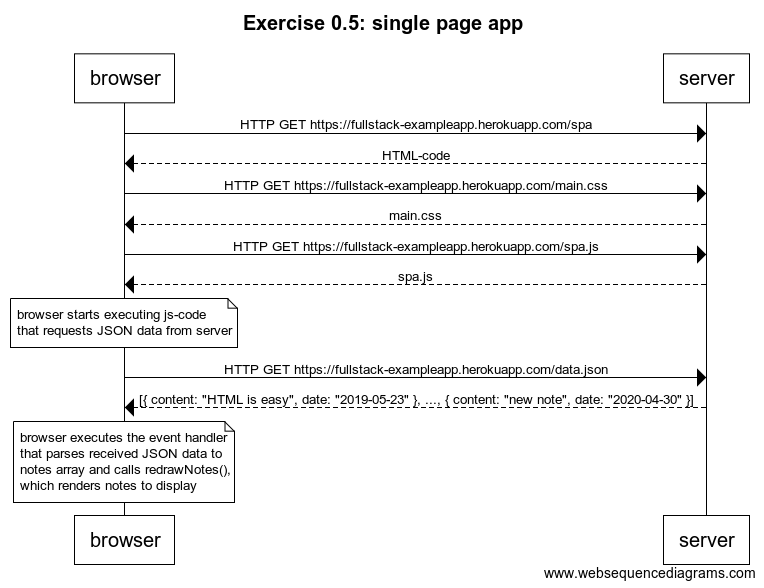 Exercise 0.5: single page app
browser
server
HTTP GET https://fullstack-exampleapp.herokuapp.com/spa
HTML-code
HTTP GET https://fullstack-exampleapp.herokuapp.com/main.css
main.css
HTTP GET https://fullstack-exampleapp.herokuapp.com/spa.js
spa.js
browser starts executing js-code
that requests JSON data from server
HTTP GET https://fullstack-exampleapp.herokuapp.com/data.json
[{ content: "HTML is easy", date: "2019-05-23" }, ..., { content: "new note", date: "2020-04-30" }]
browser executes the event handler
that parses received JSON data to
notes array and calls redrawNotes(),
which renders notes to display
browser
server
www.websequencediagrams.com